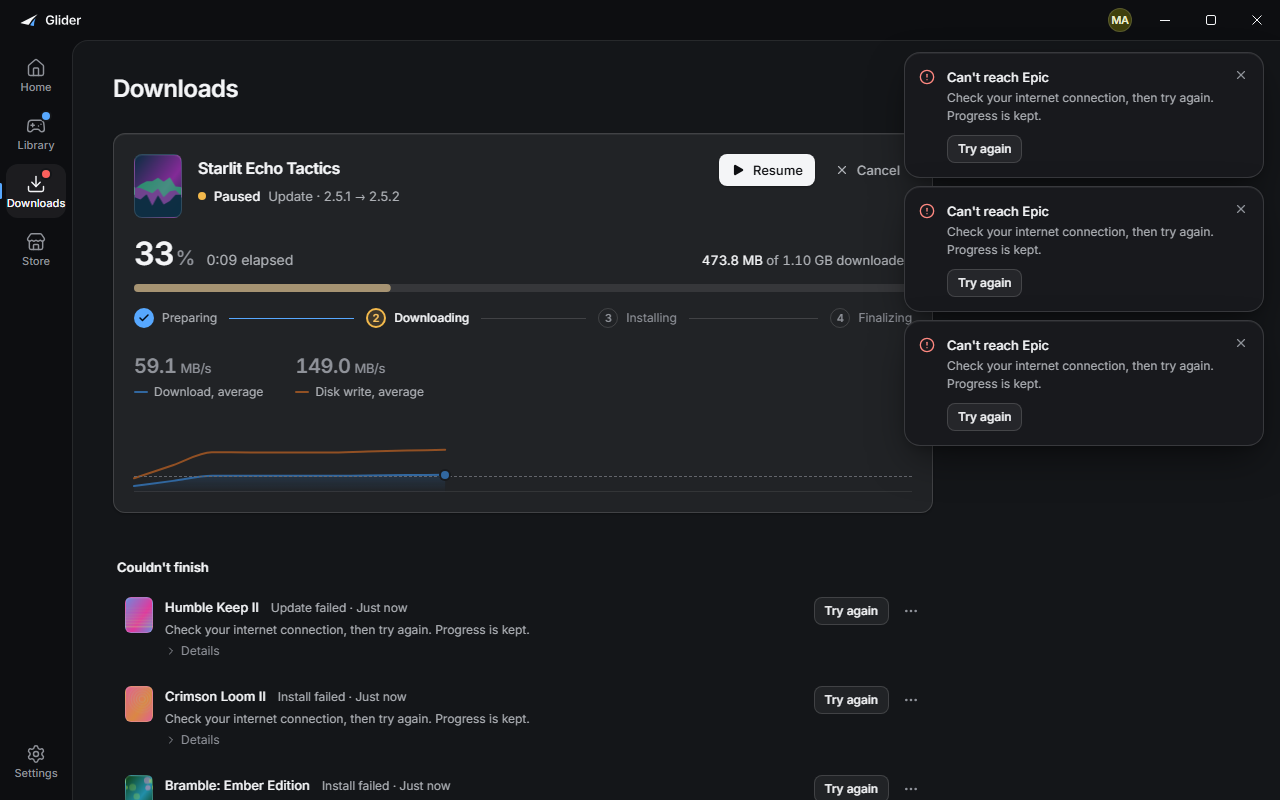 Glider
MA
Home
Library
Downloads
Store
Settings
Downloads
Starlit Echo Tactics
Paused Update · 2.5.1 → 2.5.2
Resume
Cancel
33% 0:09 elapsed
473.8 MB of 1.10 GB downloade
Preparing
2 Downloading
3 Installing
4 Finalizing
59.1 MB/s
Download, average
149.0 MB/s
Disk write, average
Couldn't finish
Humble Keep II Update failed · Just now
Check your internet connection, then try again. Progress is kept.
Details
Try again
Crimson Loom II Install failed · Just now
Check your internet connection, then try again. Progress is kept.
Details
Try again
Bramble: Ember Edition Install failed · Just now
Try again
Can't reach Epic
Check your internet connection, then try again.
Progress is kept.
Try again
Can't reach Epic
Check your internet connection, then try again.
Progress is kept.
Try again
Can't reach Epic
Check your internet connection, then try again.
Progress is kept.
Try again